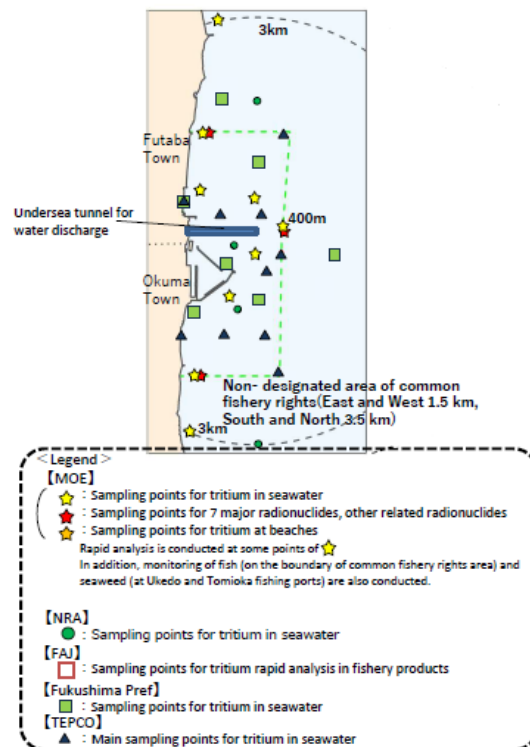 3km
Futaba
Town
Undersea tunnel for
water discharge
400m
Okuma
Town
Non- designated area of common
fishery rights(East and West 1.5 km,
South and North,3.5 km)
3km
<Legend>
【MOE】
: Sampling points for tritium in seawater
: Sampling points for 7 major radionuclides, other related radionuclides
: Sampling points for tritium at beaches
Rapid analysis is conducted at some points of
In addition, monitoring of fish (on the boundary of common fishery rights area) and
seaweed (at Ukedo and Tomioka fishing ports) are also conducted.
【NRA】
: Sampling points for tritium in seawater
【FAJ】
: Sampling points for tritium rapid analysis in fishery products
【Fukushima Pref】
: Sampling points for tritium in seawater
【TEPCO】
: Main sampling points for tritium in seawater